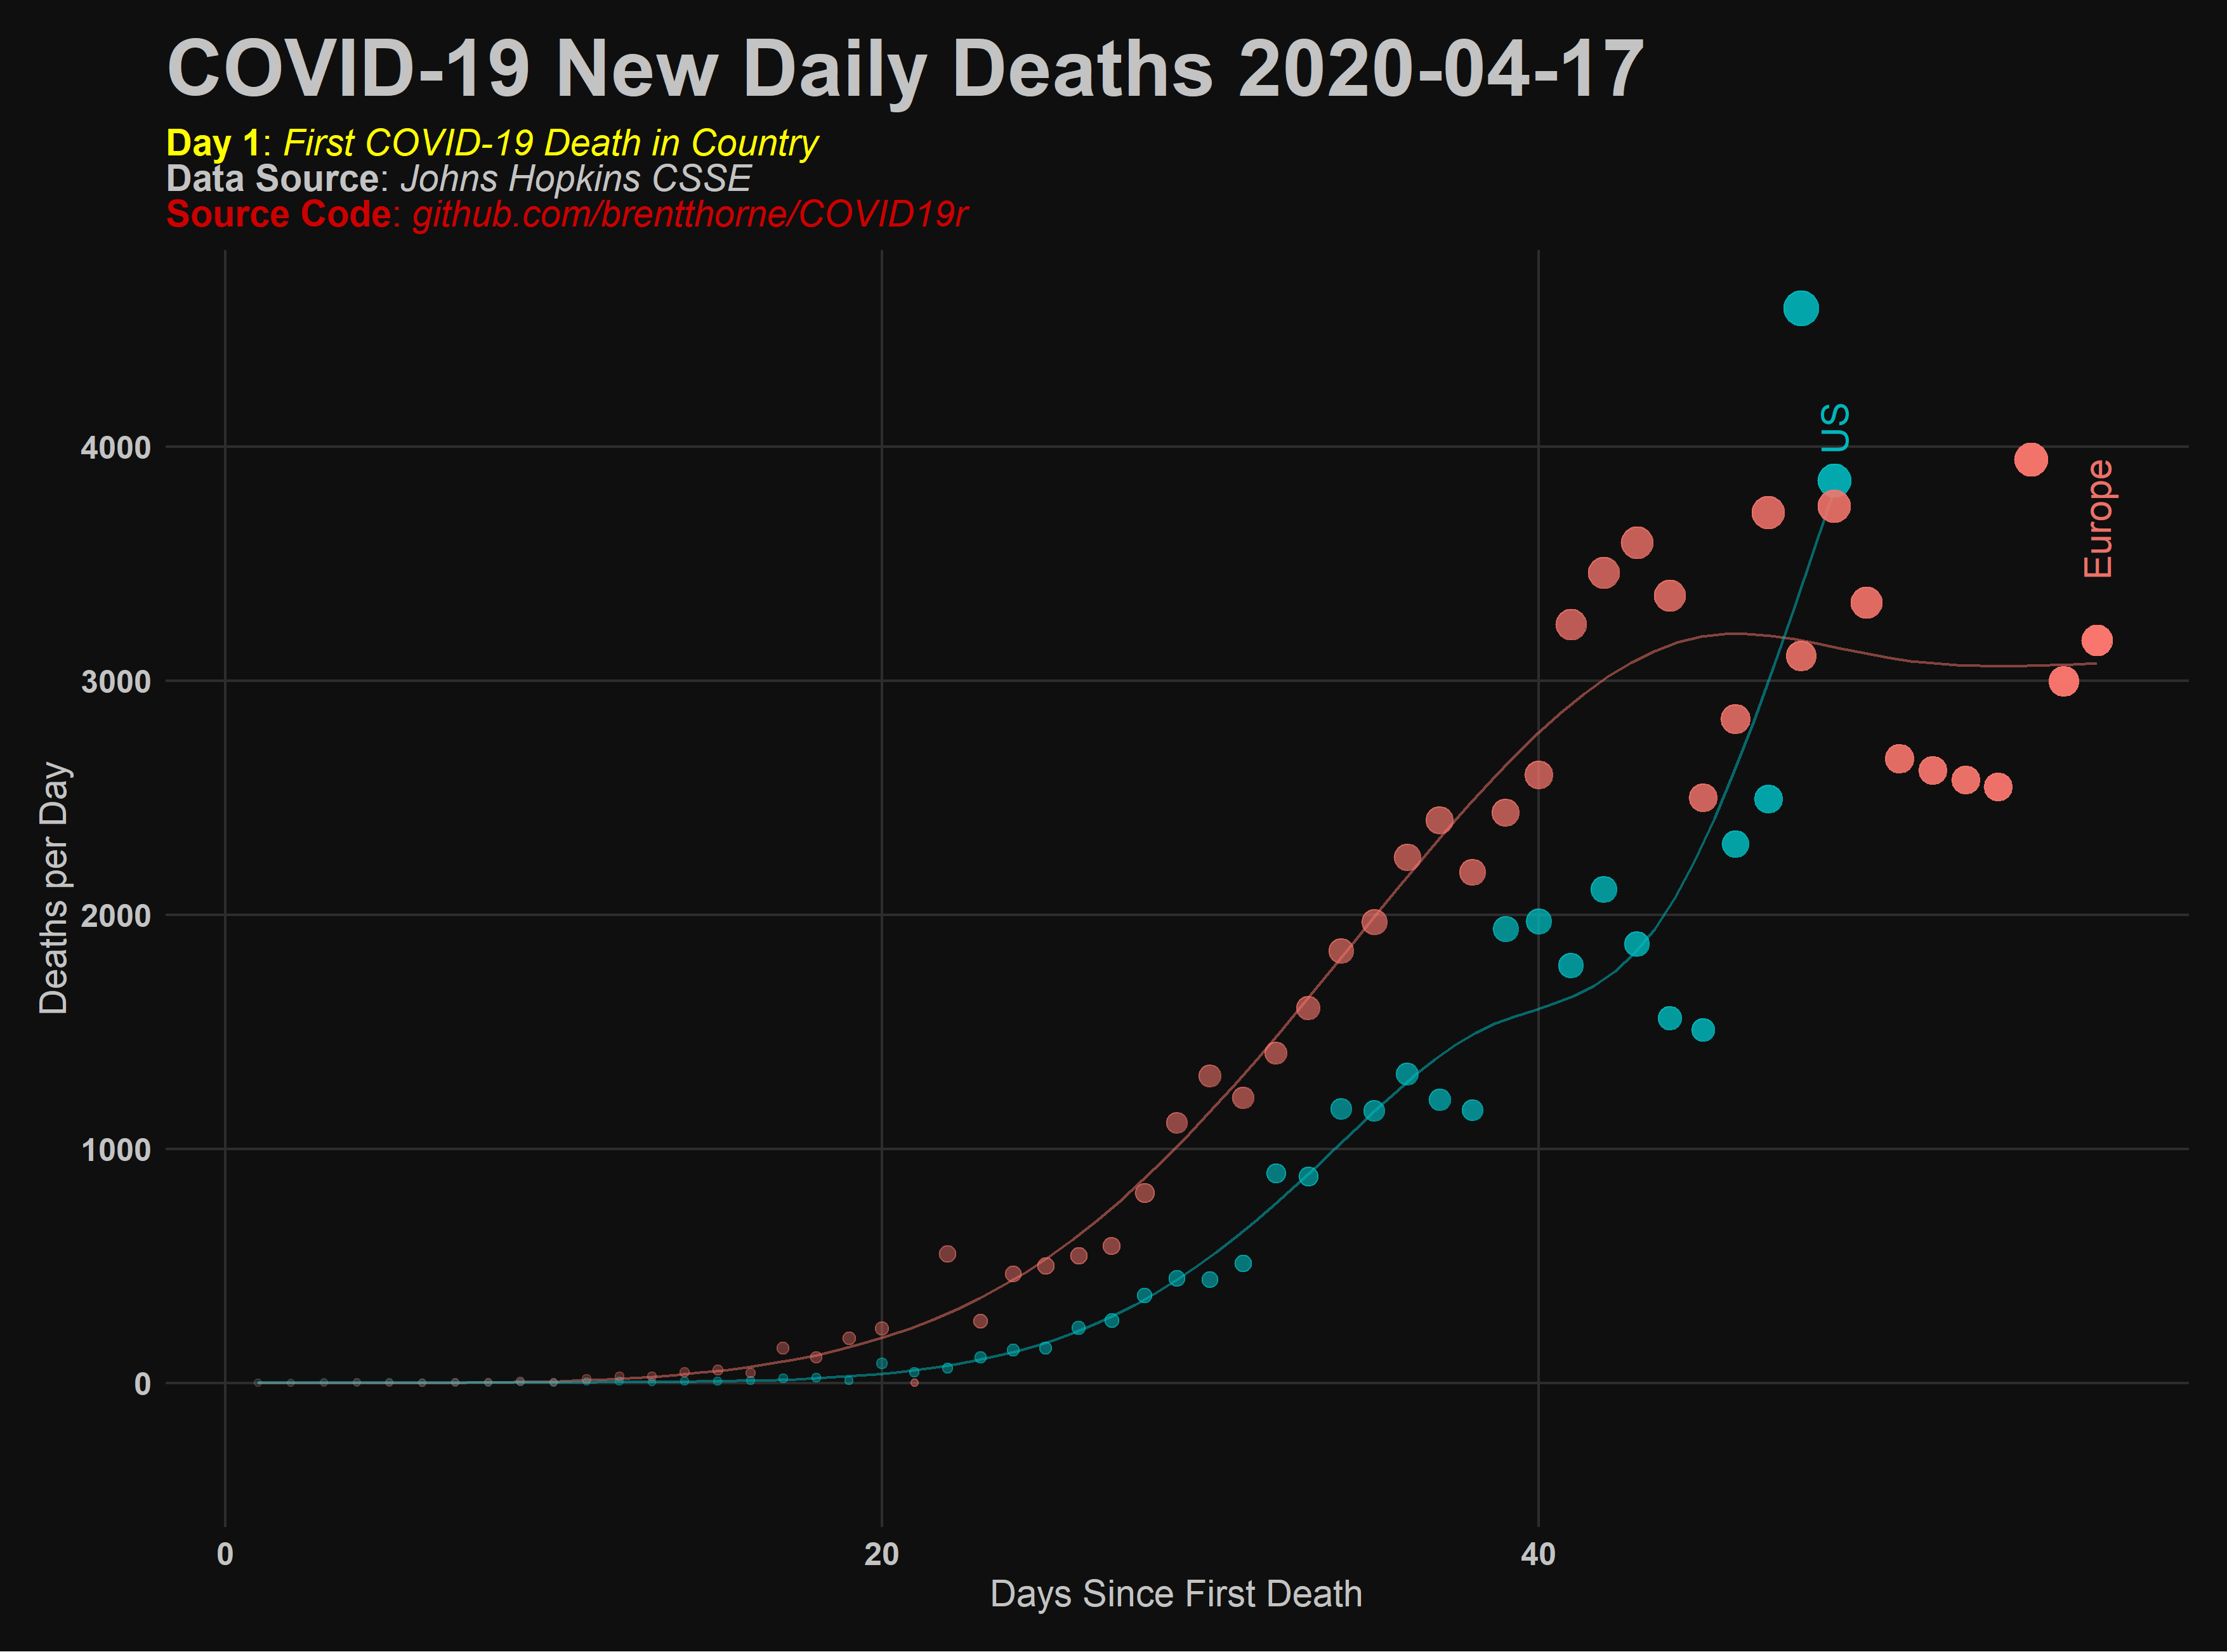 COVID-19 New Daily Deaths 2020-04-17
Day 1: First COVID-19 Death in Country
Data Source: Johns Hopkins CSSE
Source Code: github.com/brentthorne/COVID19r
US
Europe
4000
3000
2000
1000
0
Deaths per Day
0 20 40
Days Since First Death